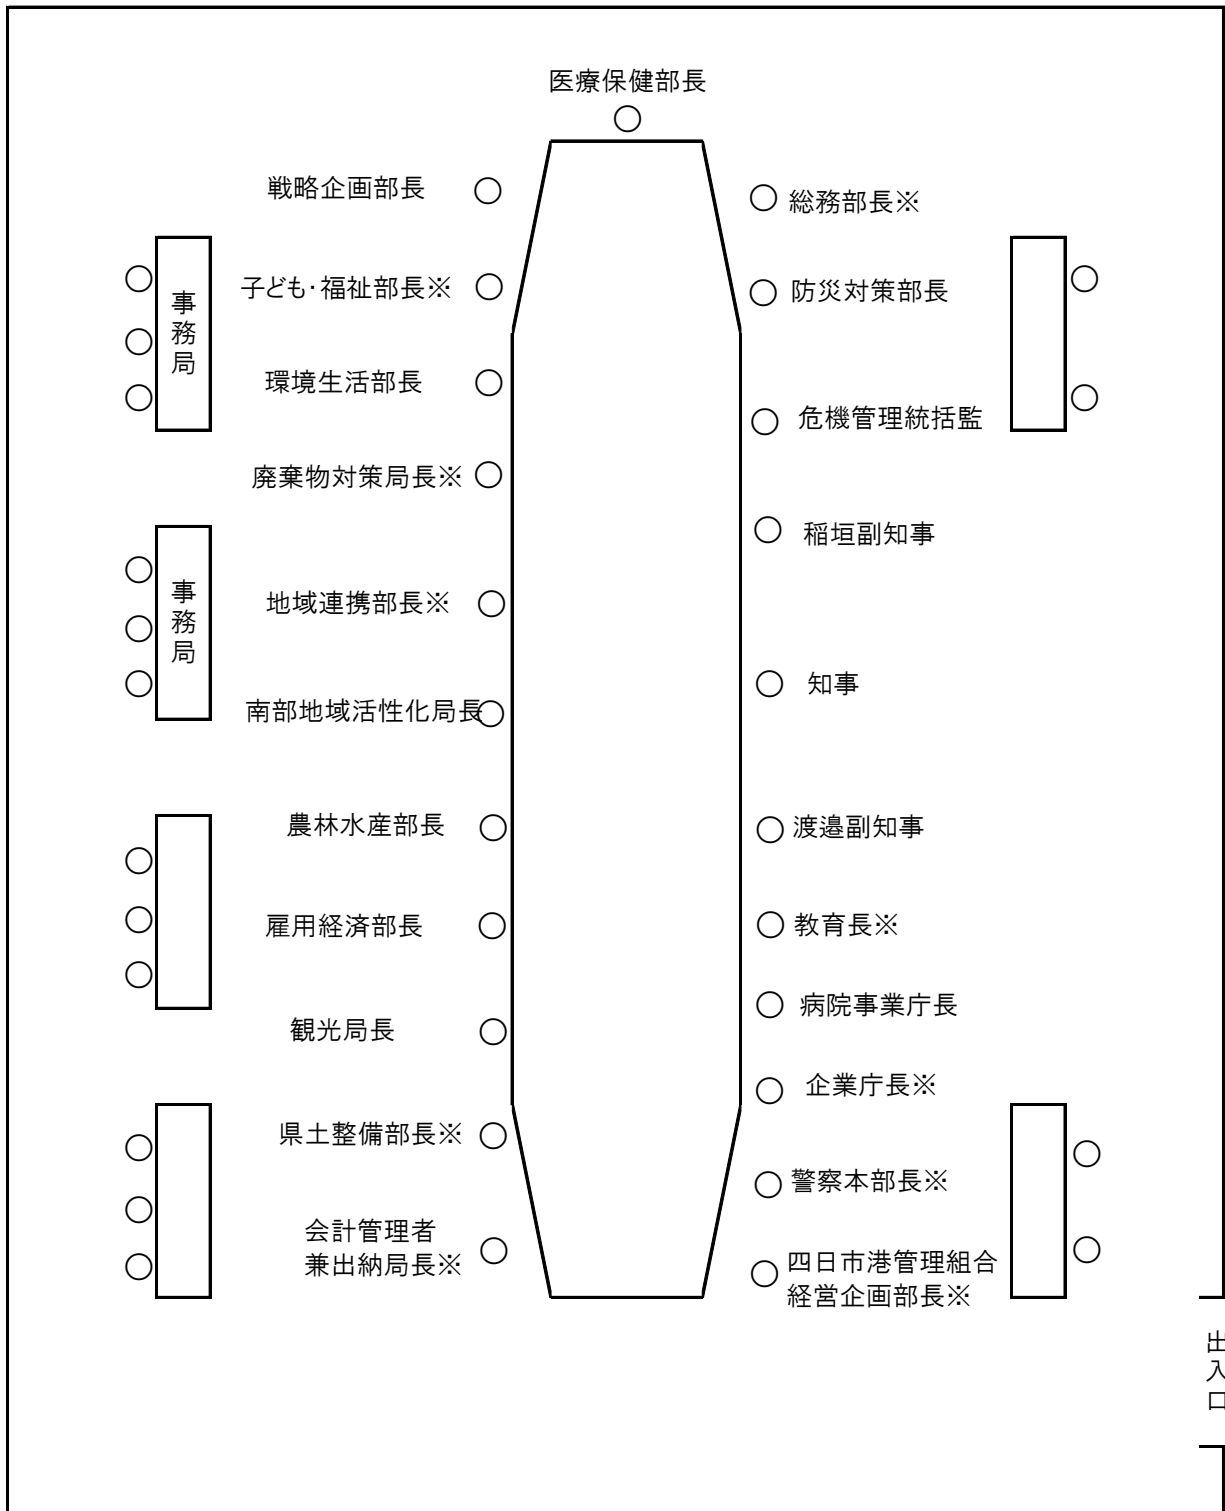 医療保健部長
戦略企画部長
総務部長※
子ども・福祉部長※
防災対策部長
事務局
環境生活部長
危機管理統括監
廃棄物対策局長※
稲垣副知事
事務局
地域連携部長※
知事
南部地域活性化局長
農林水産部長
渡邉副知事
雇用経済部長
教育長※
病院事業庁長
観光局長
企業庁長※
県土整備部長※
警察本部長※
会計管理者
兼出納局長※
四日市港管理組合
経営企画部長※
出入口